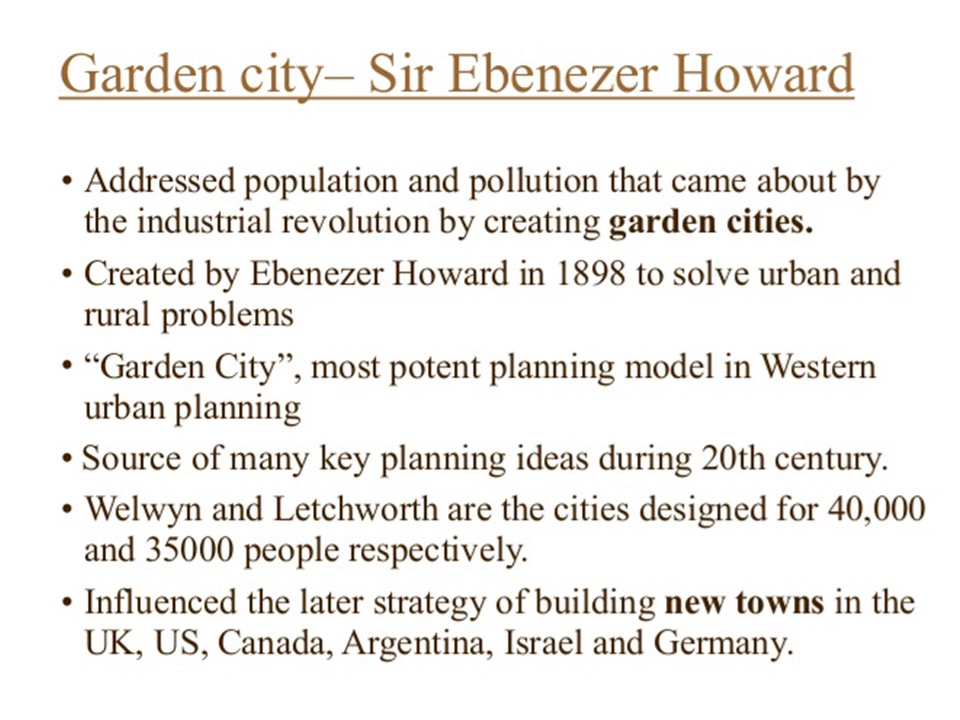 Garden city– Sir Ebenezer Howard
• Addressed population and pollution that came about by
the industrial revolution by creating garden cities.
• Created by Ebenezer Howard in 1898 to solve urban and
rural problems
• “Garden City”, most potent planning model in Western
urban planning
• Source of many key planning ideas during 20th century.
• Welwyn and Letchworth are the cities designed for 40,000
and 35000 people respectively.
• Influenced the later strategy of building new towns in the
UK, US, Canada, Argentina, Israel and Germany.